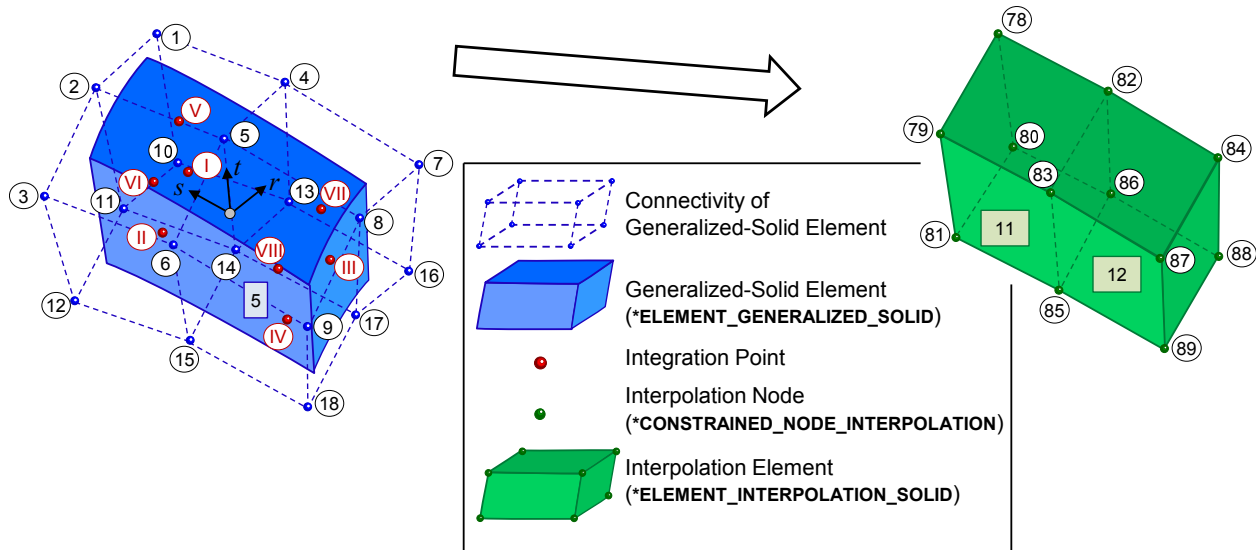 1
2
4
V
5
7
10
I
t
3
VI
s
r
13
VII
11
8
II
VIII
III
6
14
16
12
5
IV
9
17
15
18
78
82
79
80
84
83
86
81
11
87
88
12
85
89
Connectivity of
Generalized-Solid Element
Generalized-Solid Element
(*ELEMENT_GENERALIZED_SOLID)
Integration Point
Interpolation Node
(*CONSTRAINED_NODE_INTERPOLATION)
Interpolation Element
(*ELEMENT_INTERPOLATION_SOLID)